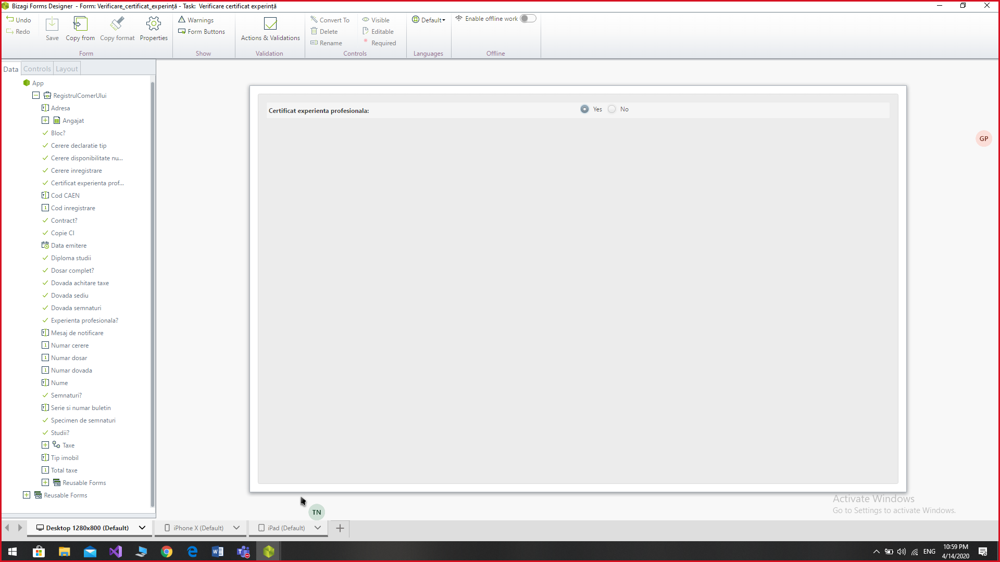 Bizagi Forms Designer - Form: Verificare_certificat_experință - Task: Verificare certificat experință
Undo
Redo
Save
Copy from
Copy format
Properties
Form
Warnings
Form Buttons
Show
Actions & Validations
Validation
Convert To
Delete
Rename
Visible
Editable
Required
Controls
Default
Languages
Enable offline work
Offline
Data Controls Layout
App
RegistrulComerUlui
Adresa
Angajat
Bloc?
Cerere declaratie tip
Cerere disponibilitate nu...
Cerere inregistrare
Certificat experienta prof...
Cod CAEN
Cod inregistrare
Contract?
Copie CI
Data emitere
Diploma studii
Dosar complet?
Dovada achitare taxe
Dovada sediu
Dovada semnaturi
Experienta profesionala?
Mesaj de notificare
Numar cerere
Numar dosar
Numar dovada
Nume
Semnaturi?
Serie si numar buletin
Specimen de semnaturi
Studii?
Taxe
Tip imobil
Total taxe
Reusable Forms
Reusable Forms
Certificat experienta profesionala: Yes No
GP
TN
Activate Windows
Go to Settings to activate Windows.
Desktop 1280x800 (Default) iPhone X (Default) iPad (Default)
ENG
10:59 PM
4/14/2020